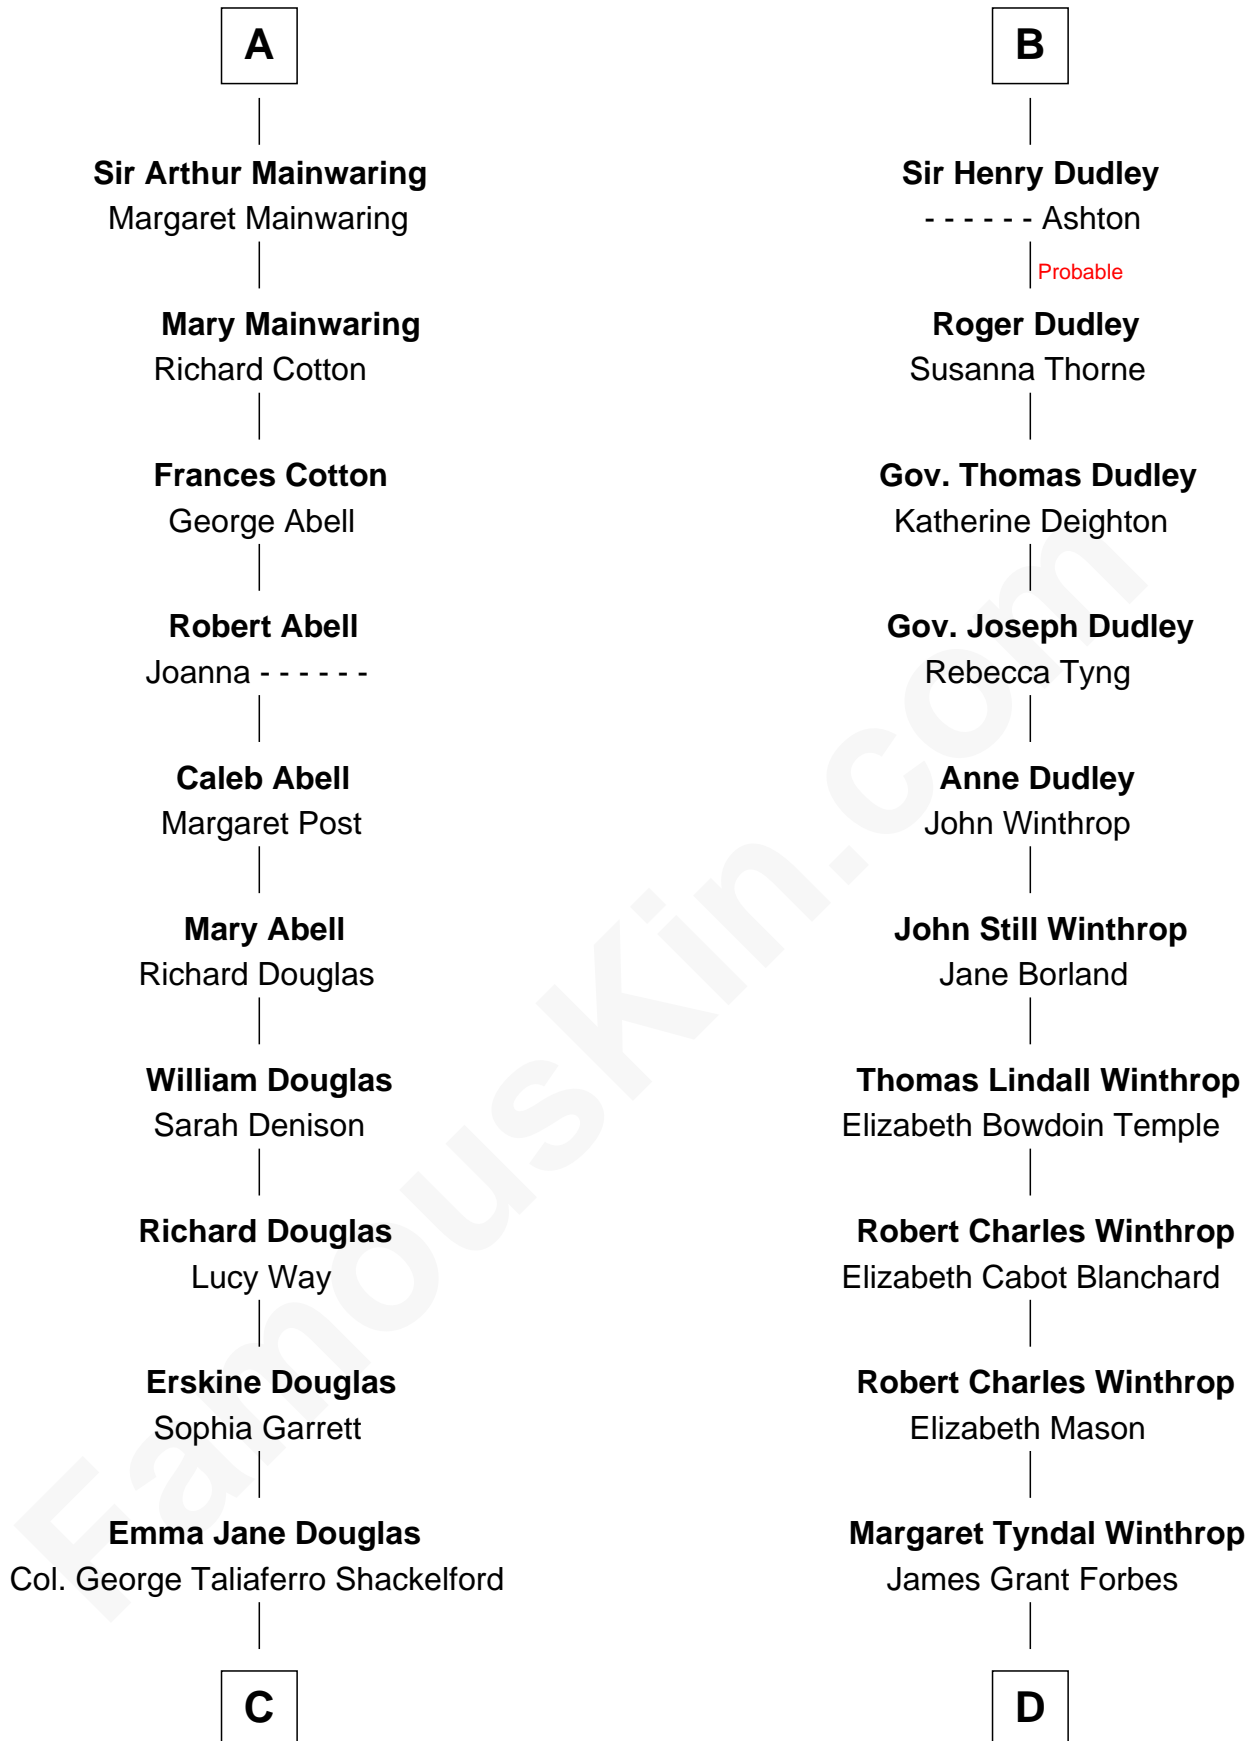 A
Sir Arthur Mainwaring
Margaret Mainwaring
Mary Mainwaring
Richard Cotton
Frances Cotton
George Abell
Robert Abell
Joanna - - - - - -
Caleb Abell
Margaret Post
Mary Abell
Richard Douglas
William Douglas
Sarah Denison
Richard Douglas
Lucy Way
Erskine Douglas
Sophia Garrett
Emma Jane Douglas
Col. George Taliaferro Shackelford
C
B
Sir Henry Dudley
- - - - - - Ashton
Probable
Roger Dudley
Susanna Thorne
Gov. Thomas Dudley
Katherine Deighton
Gov. Joseph Dudley
Rebecca Tyng
Anne Dudley
John Winthrop
John Still Winthrop
Jane Borland
Thomas Lindall Winthrop
Elizabeth Bowdoin Temple
Robert Charles Winthrop
Elizabeth Cabot Blanchard
Robert Charles Winthrop
Elizabeth Mason
Margaret Tyndal Winthrop
James Grant Forbes
D
FamousKin.com